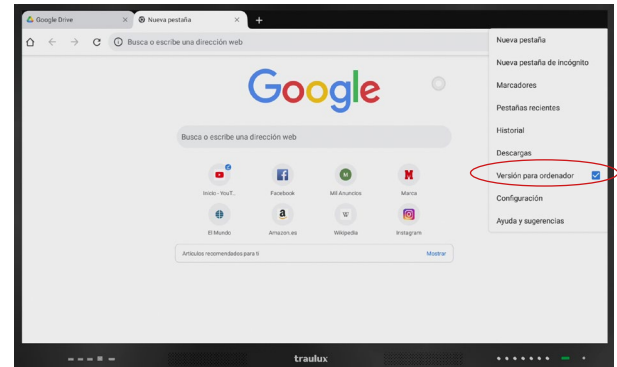 Google Drive
Nueva pestaña
Busca o escribe una dirección web
Nueva pestaña
Nueva pestaña de incógnito
Marcadores
Pestañas recientes
Historial
Descargas
Versión para ordenador
Configuración
Ayuda y sugerencias
Google
Busca o escribe una dirección web
Inicio - YouT...
Facebook
Mil Anuncios
Marca
El Mundo
Amazon.es
Wikipedia
Instagram
Artículos recomendados para ti
Mostrar
traulux